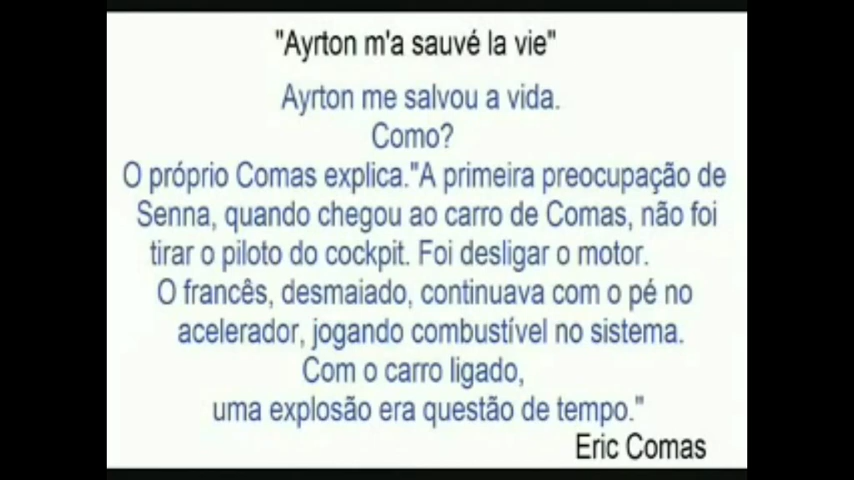 "Ayrton m'a sauvé la vie"
Ayrton me salvou a vida.
Como?
O próprio Comas explica."A primeira preocupação de
Senna, quando chegou ao carro de Comas, não foi
tirar o piloto do cockpit. Foi desligar o motor.
O francês, desmaiado, continuava com o pé no
acelerador, jogando combustível no sistema.
Com o carro ligado,
uma explosão era questão de tempo."
Eric Comas